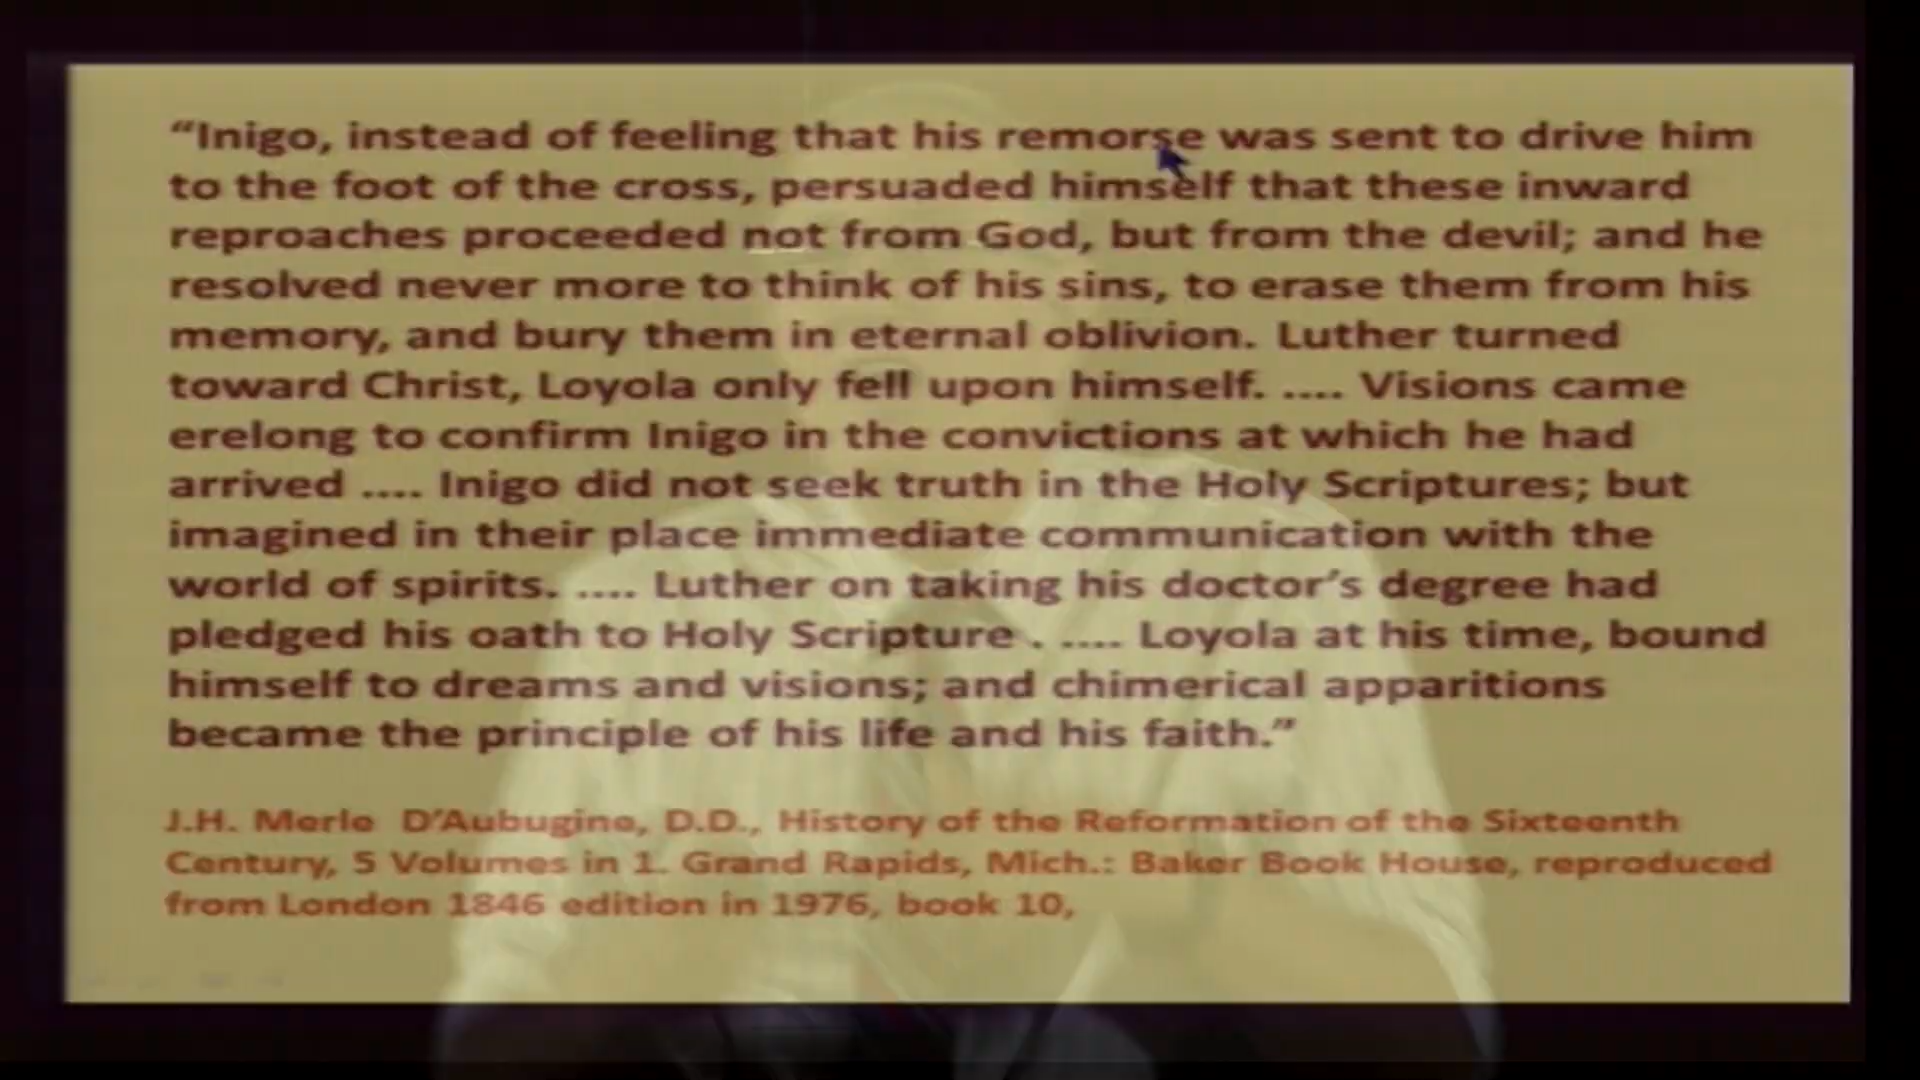 “Inigo, instead of feeling that his remorse was sent to drive him
to the foot of the cross, persuaded himself that these inward
reproaches proceeded not from God, but from the devil; and he
resolved never more to think of his sins, to erase them from his
memory, and bury them in eternal oblivion. Luther turned
toward Christ, Loyola only fell upon himself. .... Visions came
erelong to confirm Inigo in the convictions at which he had
arrived .... Inigo did not seek truth in the Holy Scriptures; but
imagined in their place immediate communication with the
world of spirits. .... Luther on taking his doctor’s degree had
pledged his oath to Holy Scripture . .... Loyola at his time, bound
himself to dreams and visions; and chimerical apparitions
became the principle of his life and his faith.”
J.H. Merle D’Aubugine, D.D., History of the Reformation of the Sixteenth
Century, 5 Volumes in 1. Grand Rapids, Mich.: Baker Book House, reproduced
from London 1846 edition in 1976, book 10,